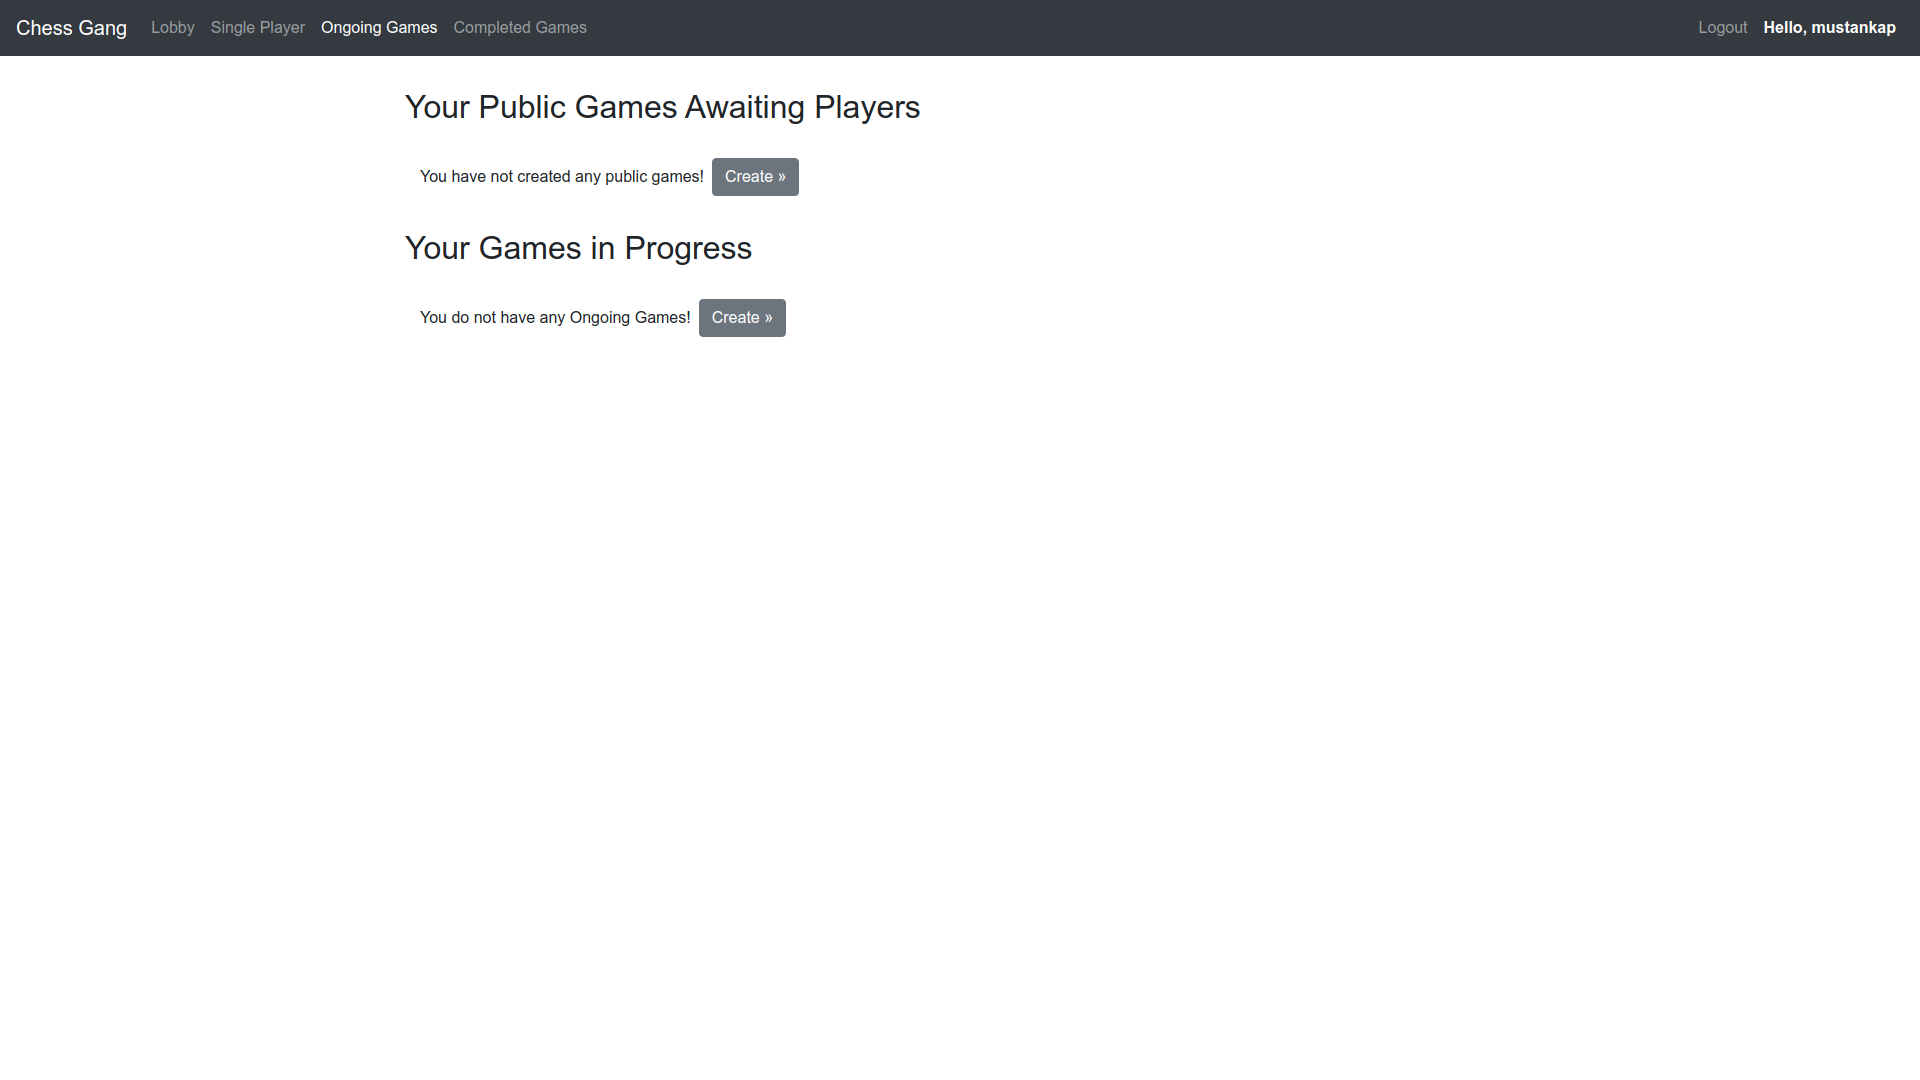 Chess Gang Lobby Single Player Ongoing Games Completed Games Logout Hello, mustankap
Your Public Games Awaiting Players
You have not created any public games! Create »
Your Games in Progress
You do not have any Ongoing Games! Create »